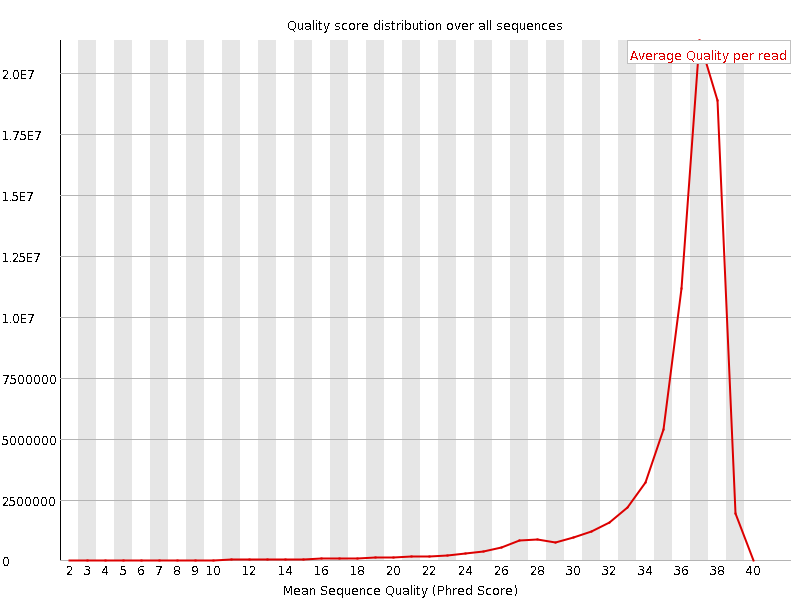 Quality score distribution over all sequences
Average Quality per read
2.0E7
1.75E7
1.5E7
1.25E7
1.0E7
7500000
5000000
2500000
0
2 3 4 5 6 7 8 9 10 12 14 16 18 20 22 24 26 28 30 32 34 36 38 40
Mean Sequence Quality (Phred Score)